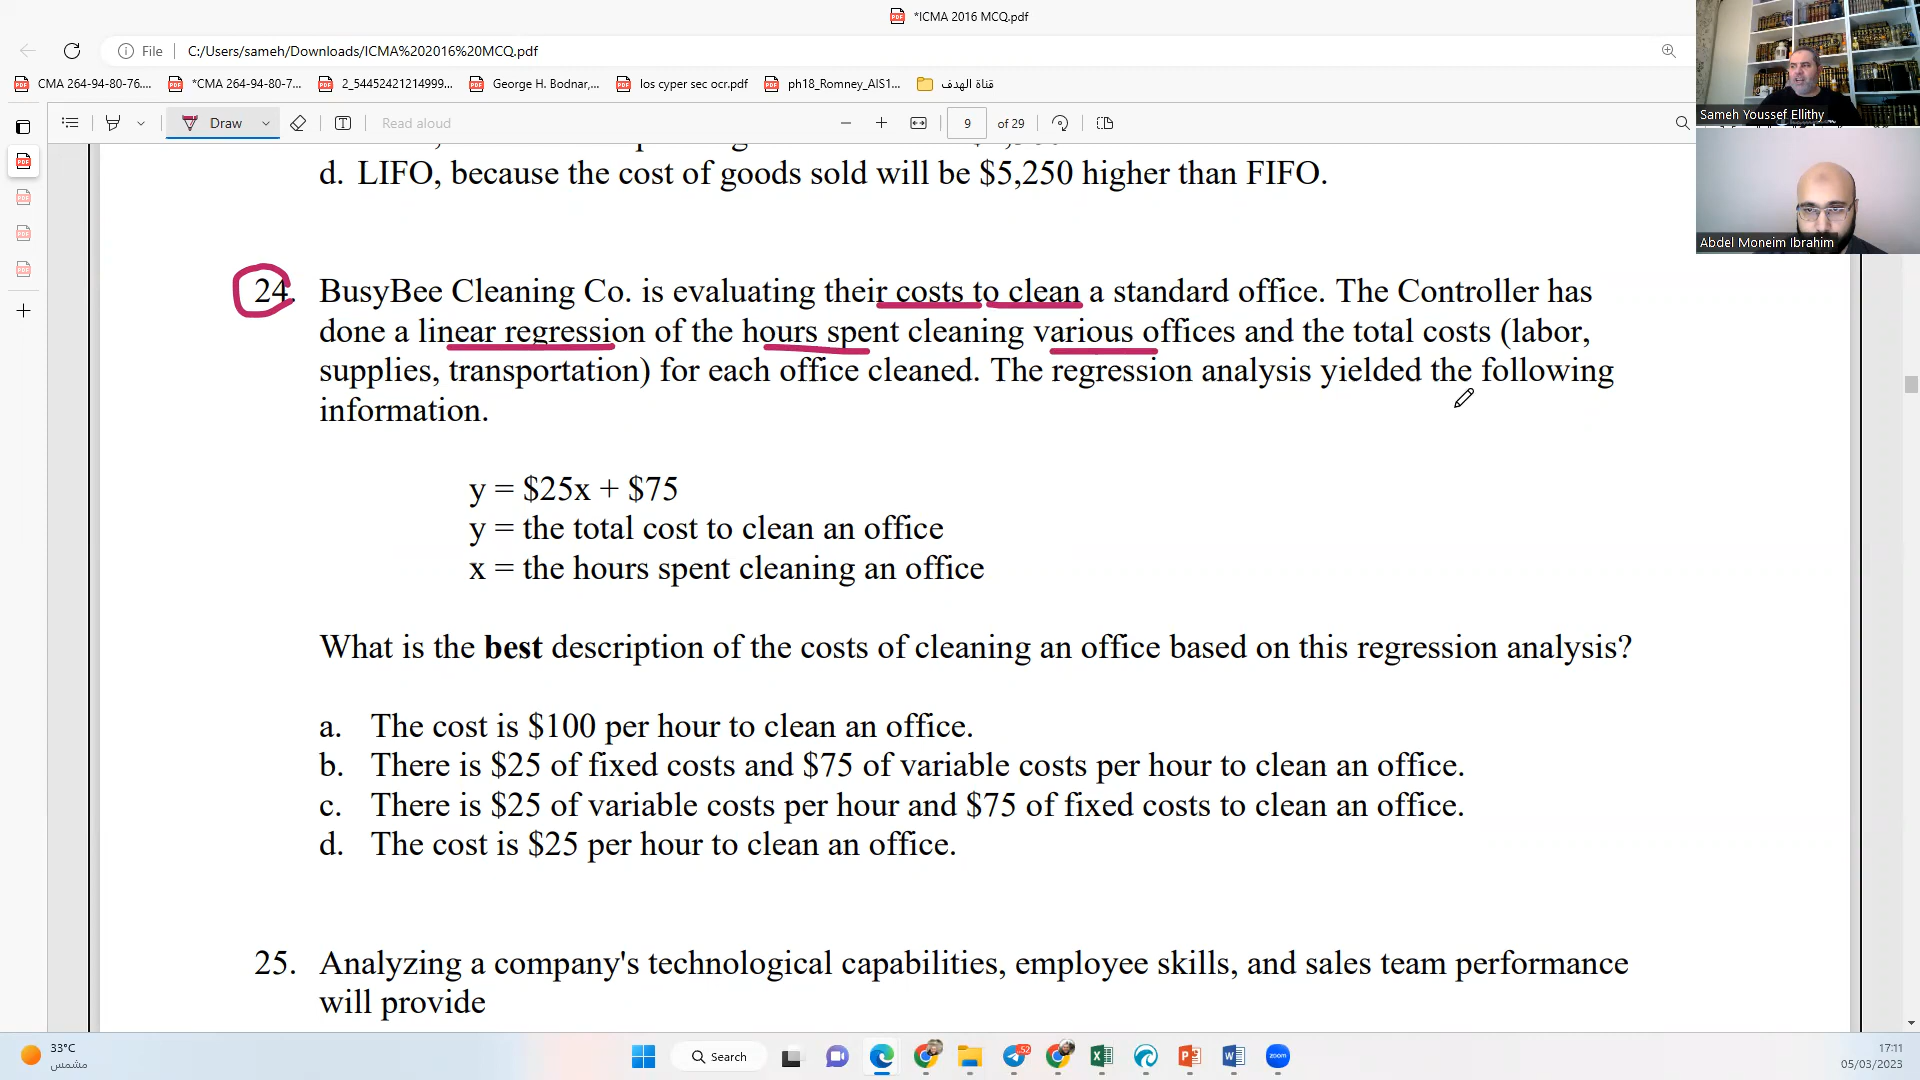 *ICMA 2016 MCQ.pdf
File
C:/Users/sameh/Downloads/ICMA%202016%20MCQ.pdf
CMA 264-94-80-76....
*CMA 264-94-80-7...
2_54452421214999...
George H. Bodnar,...
los cyper sec ocr.pdf
ph18_Romney_AIS1...
قناة الهدف
Draw
Read aloud
9 of 29
Sameh Youssef Ellithy
Abdel Moneim Ibrahim
d. LIFO, because the cost of goods sold will be $5,250 higher than FIFO.
24. BusyBee Cleaning Co. is evaluating their costs to clean a standard office. The Controller has
done a linear regression of the hours spent cleaning various offices and the total costs (labor,
supplies, transportation) for each office cleaned. The regression analysis yielded the following
information.
y = $25x + $75
y = the total cost to clean an office
x = the hours spent cleaning an office
What is the best description of the costs of cleaning an office based on this regression analysis?
a. The cost is $100 per hour to clean an office.
b. There is $25 of fixed costs and $75 of variable costs per hour to clean an office.
c. There is $25 of variable costs per hour and $75 of fixed costs to clean an office.
d. The cost is $25 per hour to clean an office.
25. Analyzing a company's technological capabilities, employee skills, and sales team performance
will provide
33°C
مشمس
Search
52
zoom
17:11
05/03/2023